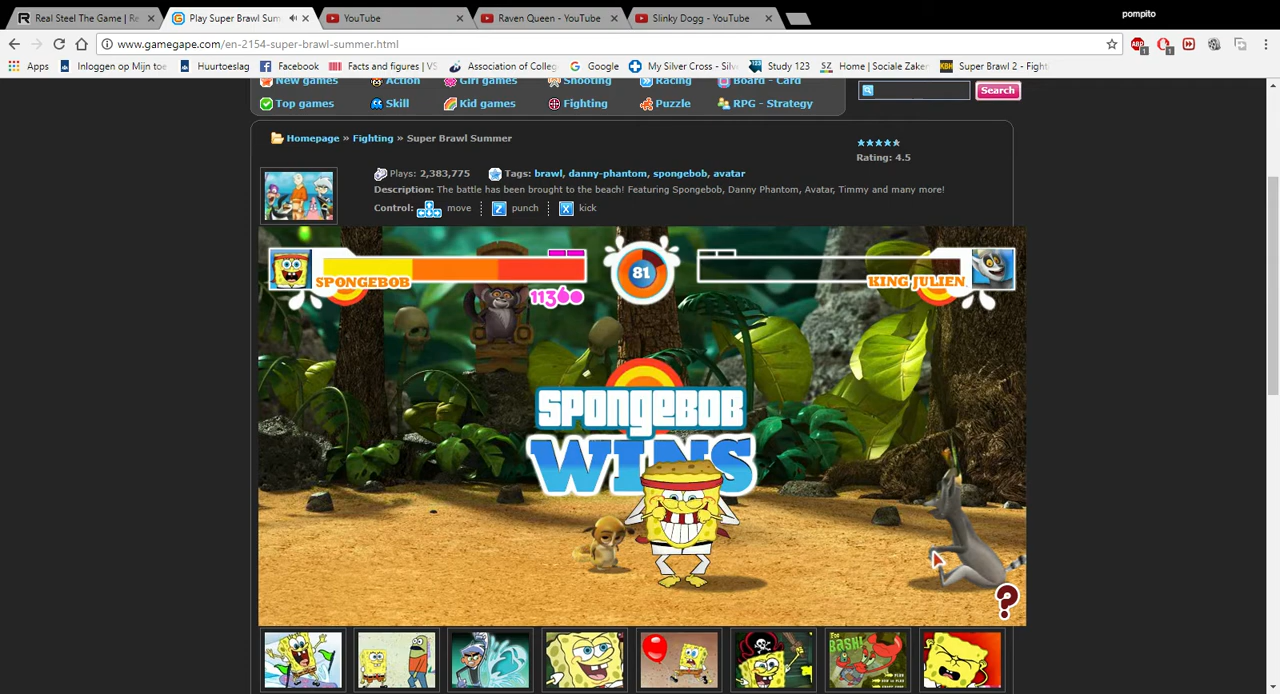 pompito
Real Steel The Game | Re
Play Super Brawl Sum
YouTube
Raven Queen - YouTube
Slinky Dogg - YouTube
www.gamegape.com/en-2154-super-brawl-summer.html
Apps
Inloggen op Mijn toe
Huurtoeslag
Facebook
Facts and figures | VS
Association of Colleg
Google
My Silver Cross - Silve
Study 123
Home | Sociale Zaken
Super Brawl 2 - Fight
New games
Action
Girl games
Shooting
Racing
Board - Card
Top games
Skill
Kid games
Fighting
Puzzle
RPG - Strategy
Search
Homepage » Fighting » Super Brawl Summer
Rating: 4.5
Plays: 2,383,775
Tags: brawl, danny-phantom, spongebob, avatar
Description: The battle has been brought to the beach! Featuring Spongebob, Danny Phantom, Avatar, Timmy and many more!
Control: move
Z punch
X kick
81
SPONGEBOB
KING JULIEN
11360
SPONGEBOB
WINS
?
BASH!